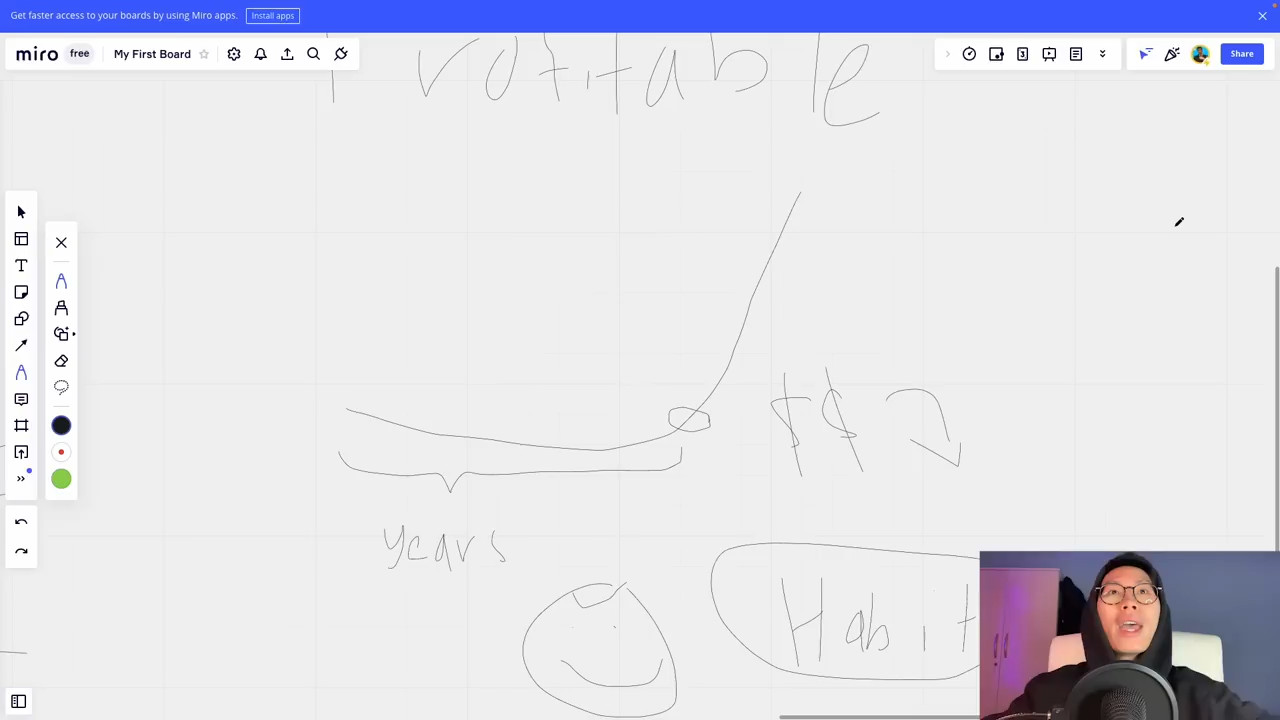 Get faster access to your boards by using Miro apps. Install apps
miro free My First Board Share
Profitable
$$
years
Habit